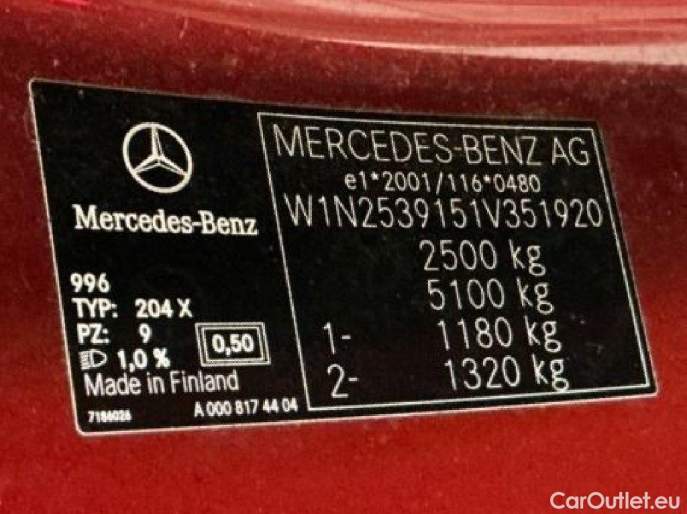 Mercedes-Benz
996
TYP: 204 X
PZ: 9
1,0 %
0,50
Made in Finland
7186026
A 000 817 44 04
MERCEDES-BENZ AG
e1*2001/116*0480
W1N2539151V351920
2500 kg
5100 kg
1- 1180 kg
2- 1320 kg
CarOutlet.eu